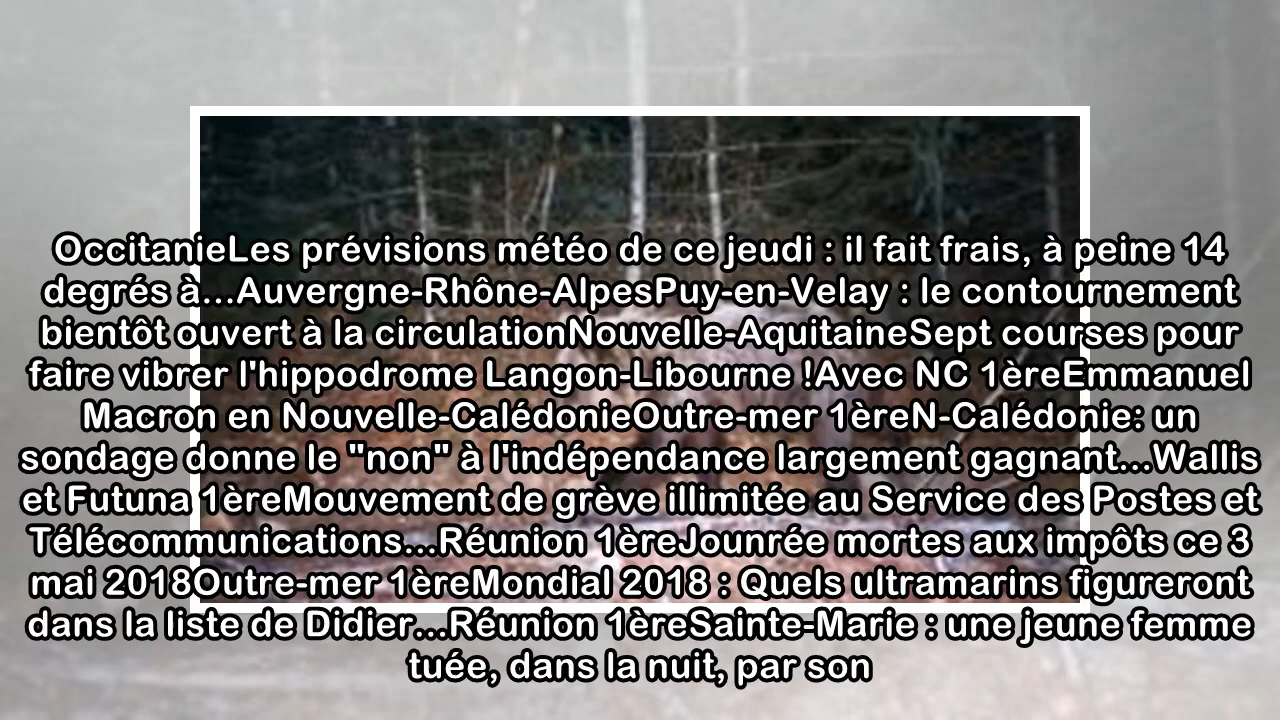 OccitanieLes prévisions météo de ce jeudi : il fait frais, à peine 14
degrés à...Auvergne-Rhône-AlpesPuy-en-Velay : le contournement
bientôt ouvert à la circulationNouvelle-AquitaineSept courses pour
faire vibrer l'hippodrome Langon-Libourne !Avec NC 1èreEmmanuel
Macron en Nouvelle-CalédonieOutre-mer 1èreN-Calédonie: un
sondage donne le "non" à l'indépendance largement gagnant...Wallis
et Futuna 1èreMouvement de grève illimitée au Service des Postes et
Télécommunications...Réunion 1èreJounrée mortes aux impôts ce 3
mai 2018Outre-mer 1èreMondial 2018 : Quels ultramarins figureront
dans la liste de Didier...Réunion 1èreSainte-Marie : une jeune femme
tuée, dans la nuit, par son